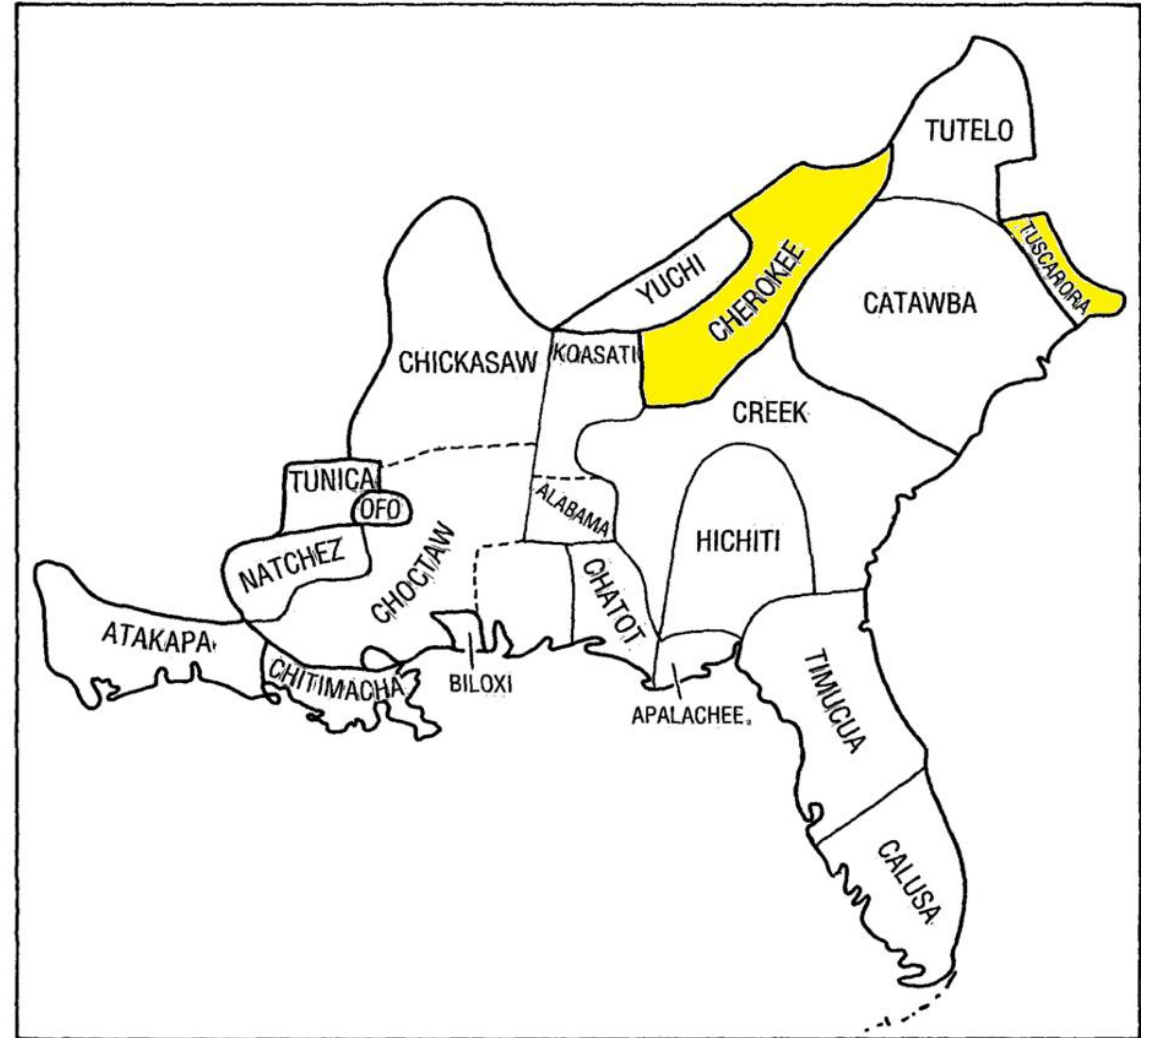 TUTELO
TUSCARORA
YUCHI
CHEROKEE
CATAWBA
CHICKASAW
KOASATI
CREEK
TUNICA
OFO
ALABAMA
HICHITI
NATCHEZ
CHOCTAW
CHATOT
ATAKAPA
CHITIMACHA
BILOXI
APALACHEE
TIMUCUA
CALUSA